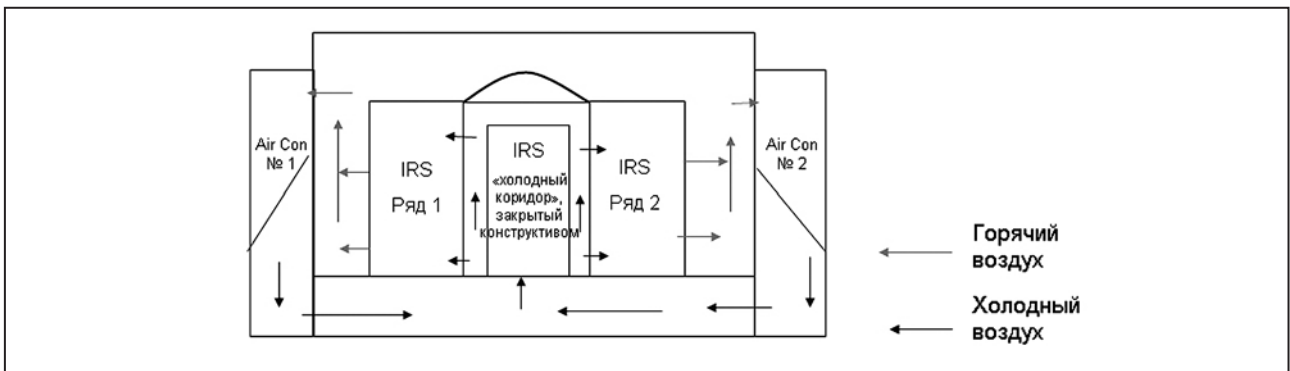 Air Con
№ 1
IRS
Ряд 1
IRS
«холодный
коридор»,
закрытый
конструктивом
IRS
Ряд 2
Air Con
№ 2
Горячий
воздух
Холодный
воздух